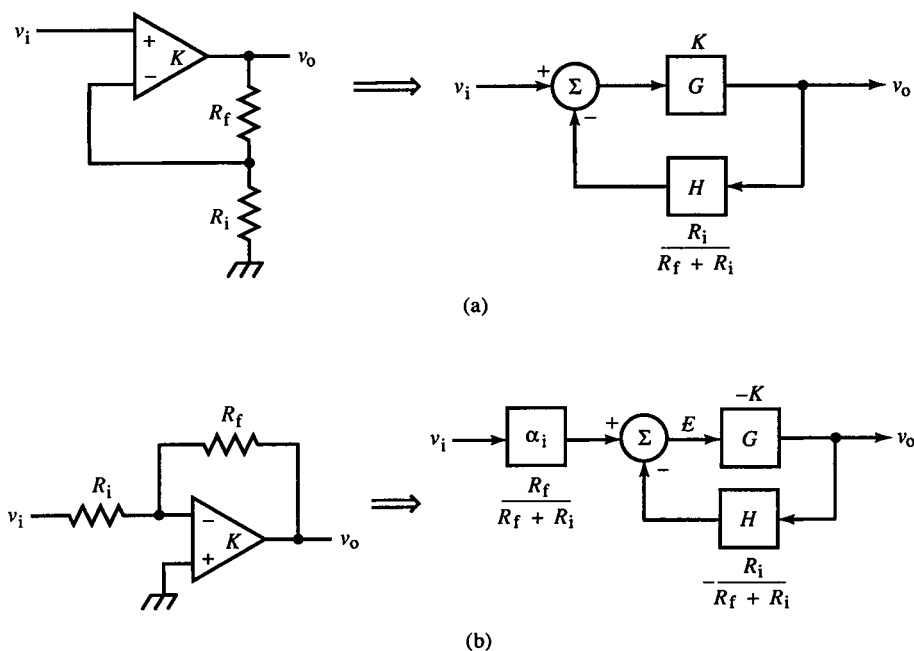 v_i
+
−
K
v_o
R_f
R_i
v_i
+
Σ
−
K
G
v_o
H
R_i
R_f + R_i
(a)
R_f
R_i
v_i
−
+
K
v_o
v_i
α_i
R_f
R_f + R_i
+
Σ
−
E
−K
G
v_o
H
− R_i
R_f + R_i
(b)